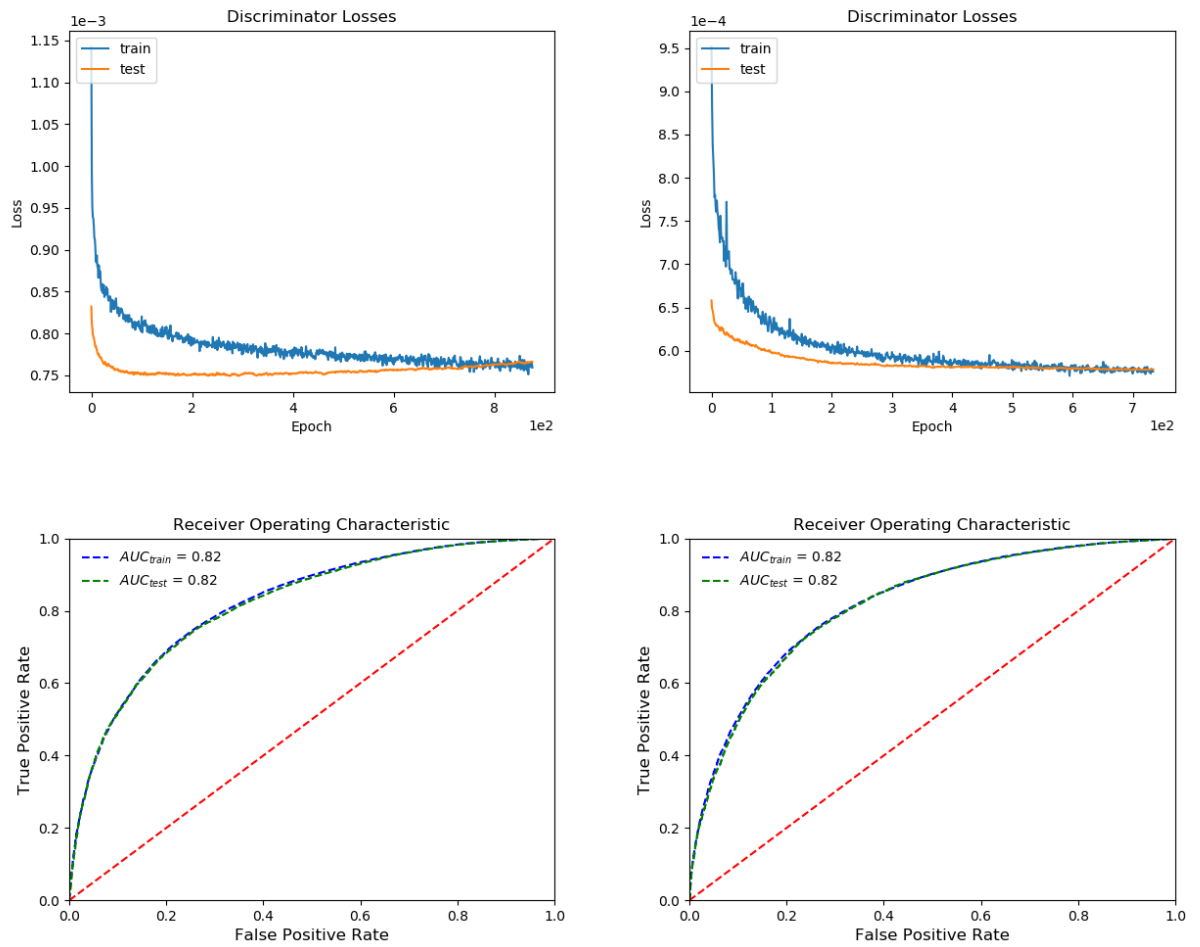 Discriminator Losses
1e−3
train
test
1.15
1.10
1.05
1.00
0.95
0.90
0.85
0.80
0.75
Loss
0 2 4 6 8
Epoch
1e2
Discriminator Losses
1e−4
train
test
9.5
9.0
8.5
8.0
7.5
7.0
6.5
6.0
Loss
0 1 2 3 4 5 6 7
Epoch
1e2
Receiver Operating Characteristic
AUCtrain = 0.82
AUCtest = 0.82
1.0
0.8
0.6
0.4
0.2
0.0
True Positive Rate
0.0 0.2 0.4 0.6 0.8 1.0
False Positive Rate
Receiver Operating Characteristic
AUCtrain = 0.82
AUCtest = 0.82
1.0
0.8
0.6
0.4
0.2
0.0
True Positive Rate
0.0 0.2 0.4 0.6 0.8 1.0
False Positive Rate